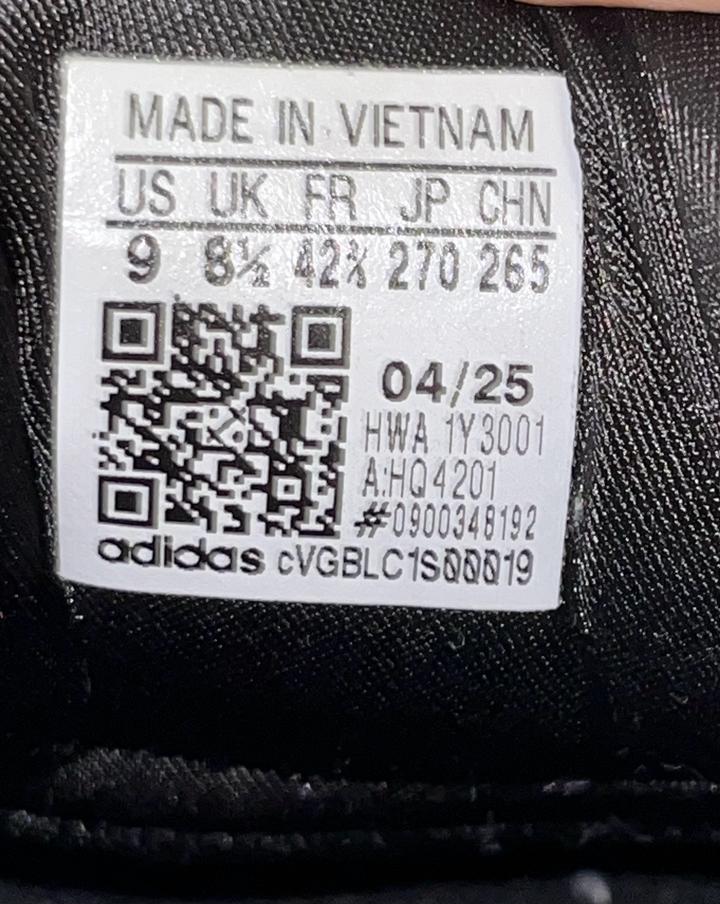 MADE IN VIETNAM
US UK FR JP CHN
9 8½ 42⅔ 270 265
04/25
HWA 1Y3001
A:HQ4201
#0900348192
adidas cVGBLC1S00019